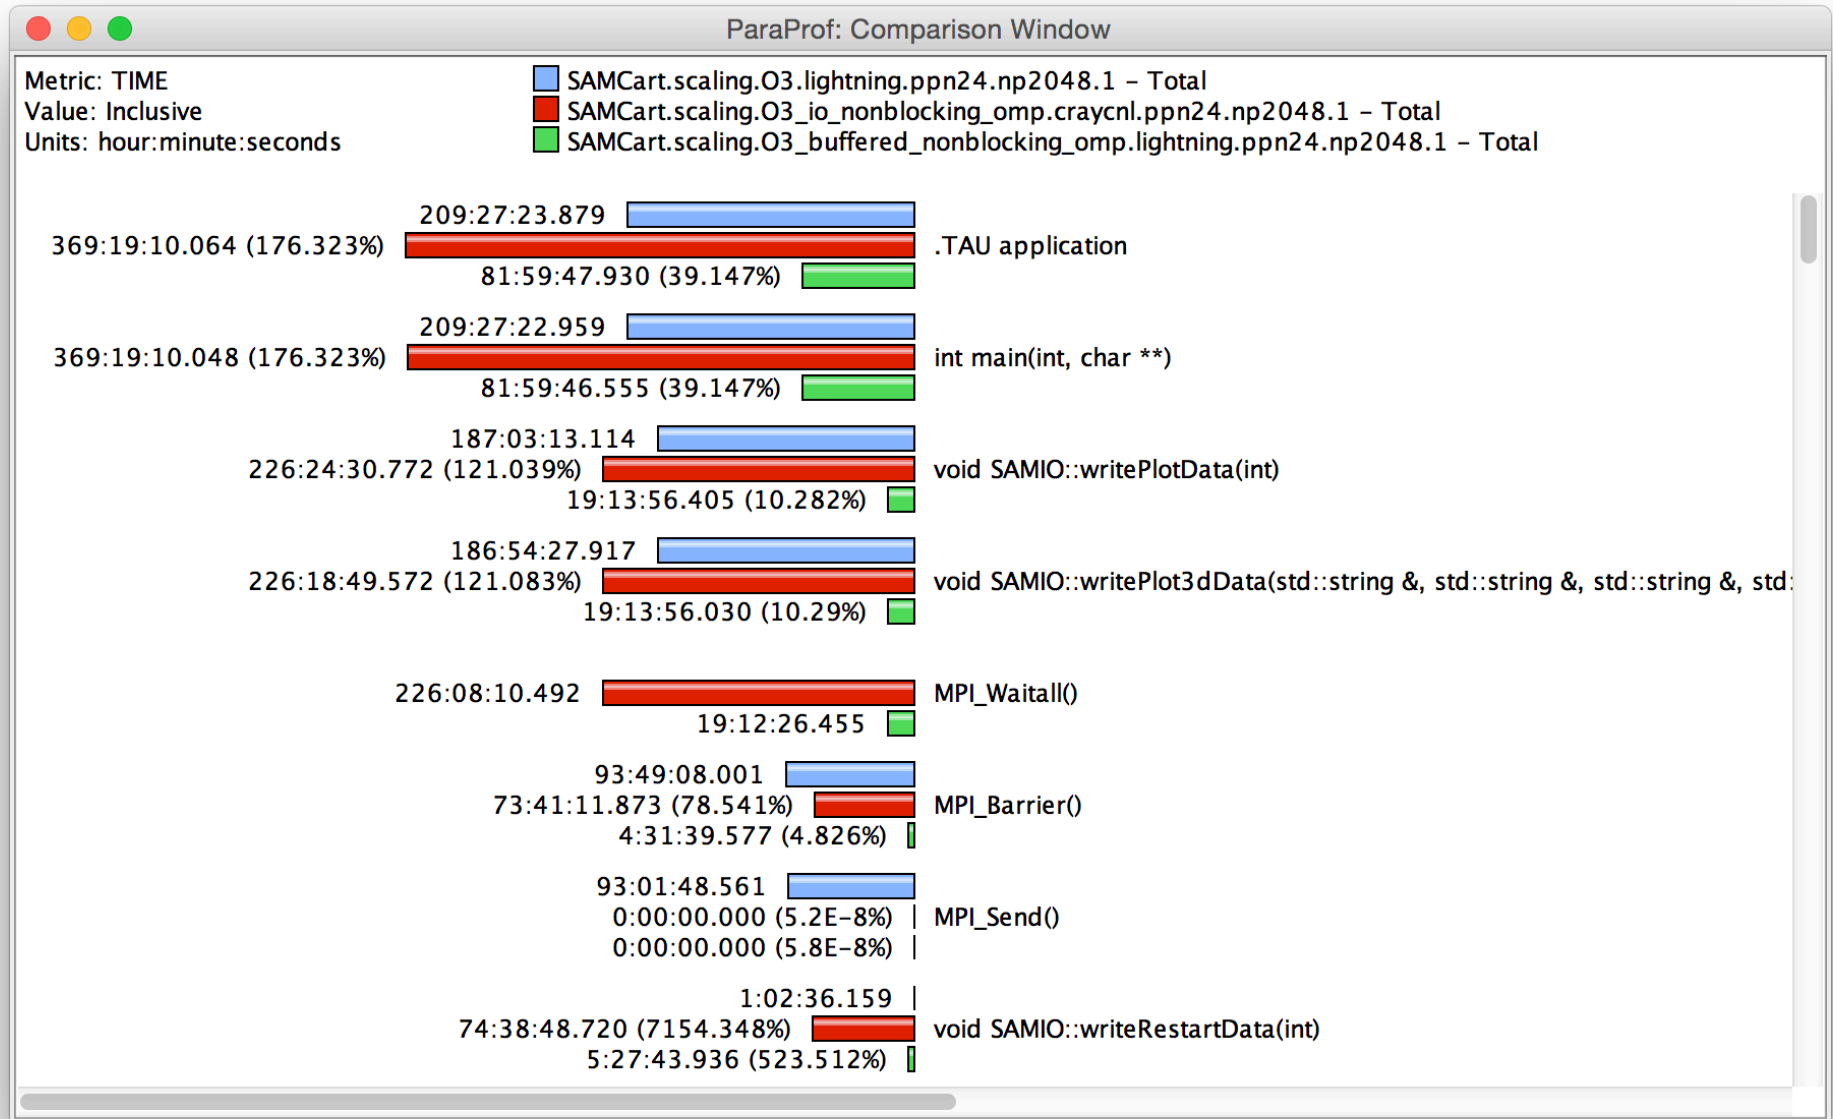 ParaProf: Comparison Window
Metric: TIME
Value: Inclusive
Units: hour:minute:seconds
SAMCart.scaling.O3.lightning.ppn24.np2048.1 – Total
SAMCart.scaling.O3_io_nonblocking_omp.craycnl.ppn24.np2048.1 – Total
SAMCart.scaling.O3_buffered_nonblocking_omp.lightning.ppn24.np2048.1 – Total
209:27:23.879
369:19:10.064 (176.323%)
.TAU application
81:59:47.930 (39.147%)
209:27:22.959
369:19:10.048 (176.323%)
int main(int, char **)
81:59:46.555 (39.147%)
187:03:13.114
226:24:30.772 (121.039%)
void SAMIO::writePlotData(int)
19:13:56.405 (10.282%)
186:54:27.917
226:18:49.572 (121.083%)
void SAMIO::writePlot3dData(std::string &, std::string &, std::string &, std:
19:13:56.030 (10.29%)
226:08:10.492
MPI_Waitall()
19:12:26.455
93:49:08.001
73:41:11.873 (78.541%)
MPI_Barrier()
4:31:39.577 (4.826%)
93:01:48.561
0:00:00.000 (5.2E–8%)
MPI_Send()
0:00:00.000 (5.8E–8%)
1:02:36.159
74:38:48.720 (7154.348%)
void SAMIO::writeRestartData(int)
5:27:43.936 (523.512%)